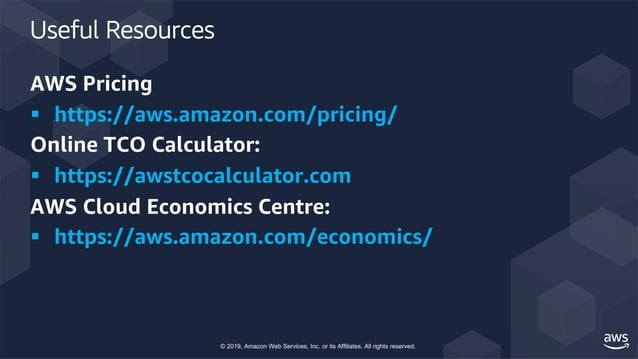 Useful Resources
AWS Pricing
▪ https://aws.amazon.com/pricing/
Online TCO Calculator:
▪ https://awstcocalculator.com
AWS Cloud Economics Centre:
▪ https://aws.amazon.com/economics/
© 2019, Amazon Web Services, Inc. or its Affiliates. All rights reserved.
aws